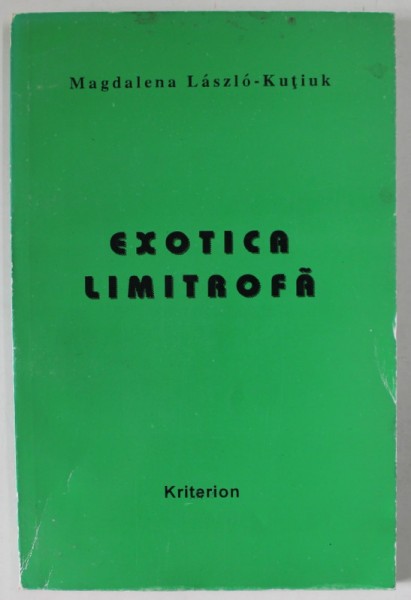 Magdalena László-Kuţiuk
EXOTICA
LIMITROFĂ
Kriterion